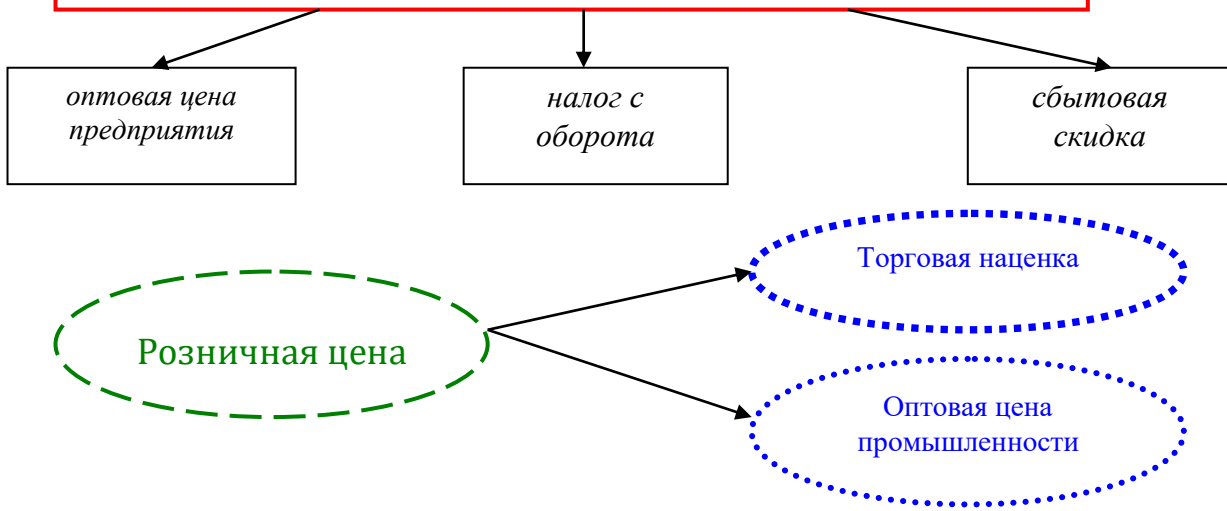 оптовая цена
предприятия
налог с
оборота
сбытовая
скидка
Торговая наценка
Розничная цена
Оптовая цена
промышленности